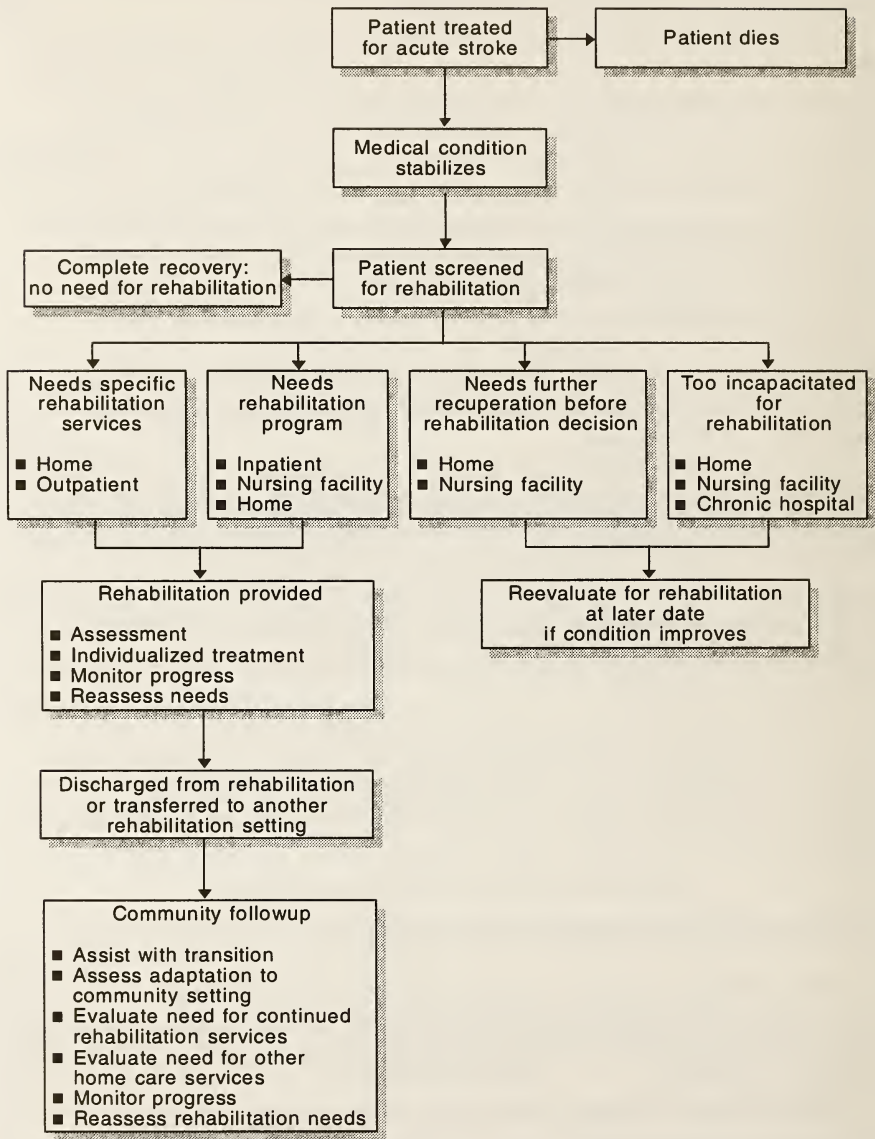 Patient treated
for acute stroke
Patient dies
Medical condition
stabilizes
Complete recovery:
no need for rehabilitation
Patient screened
for rehabilitation
Needs specific
rehabilitation
services
■ Home
■ Outpatient
Needs
rehabilitation
program
■ Inpatient
■ Nursing facility
■ Home
Needs further
recuperation before
rehabilitation decision
■ Home
■ Nursing facility
Too incapacitated
for
rehabilitation
■ Home
■ Nursing facility
■ Chronic hospital
Rehabilitation provided
■ Assessment
■ Individualized treatment
■ Monitor progress
■ Reassess needs
Reevaluate for rehabilitation
at later date
if condition improves
Discharged from rehabilitation
or transferred to another
rehabilitation setting
Community followup
■ Assist with transition
■ Assess adaptation to
community setting
■ Evaluate need for continued
rehabilitation services
■ Evaluate need for other
home care services
■ Monitor progress
■ Reassess rehabilitation needs